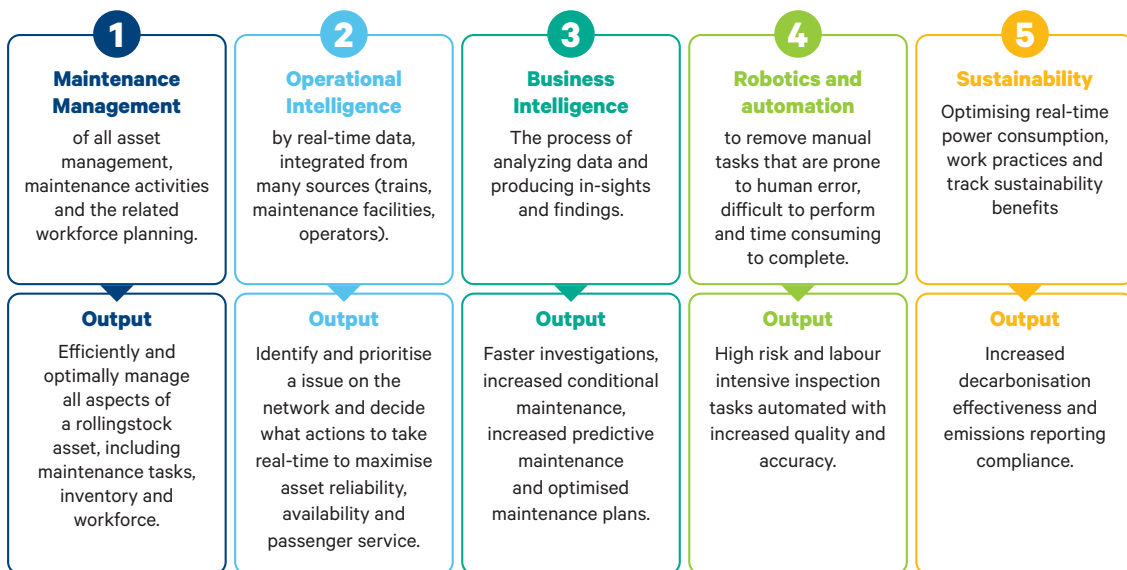 1
Maintenance
Management
of all asset
management,
maintenance activities
and the related
workforce planning.
Output
Efficiently and
optimally manage
all aspects of
a rollingstock
asset, including
maintenance tasks,
inventory and
workforce.
2
Operational
Intelligence
by real-time data,
integrated from
many sources (trains,
maintenance facilities,
operators).
Output
Identify and prioritise
a issue on the
network and decide
what actions to take
real-time to maximise
asset reliability,
availability and
passenger service.
3
Business
Intelligence
The process of
analyzing data and
producing in-sights
and findings.
Output
Faster investigations,
increased conditional
maintenance,
increased predictive
maintenance
and optimised
maintenance plans.
4
Robotics and
automation
to remove manual
tasks that are prone
to human error,
difficult to perform
and time consuming
to complete.
Output
High risk and labour
intensive inspection
tasks automated with
increased quality and
accuracy.
5
Sustainability
Optimising real-time
power consumption,
work practices and
track sustainability
benefits
Output
Increased
decarbonisation
effectiveness and
emissions reporting
compliance.